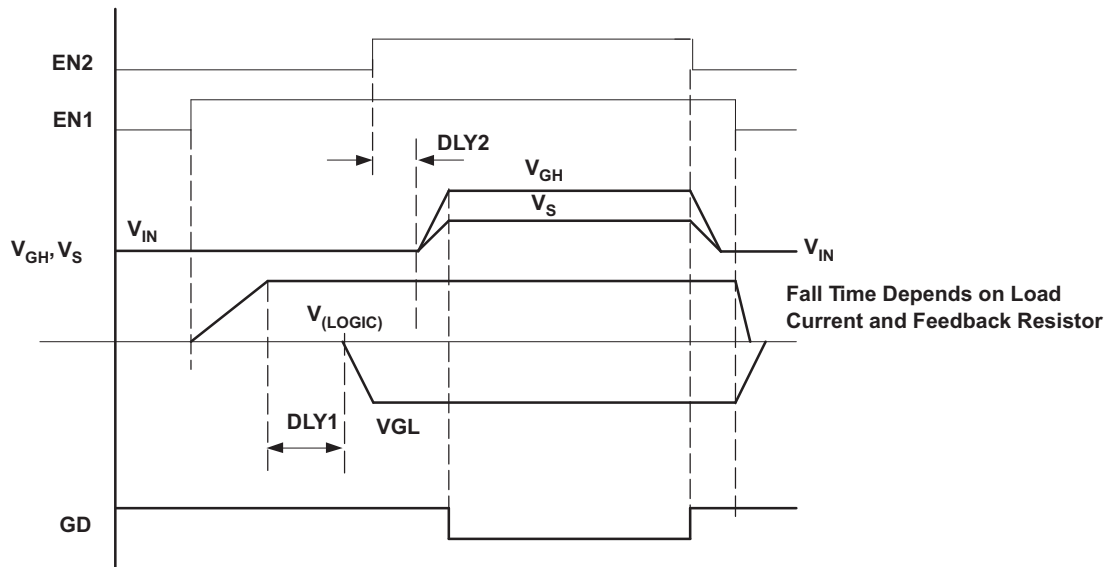 EN2
EN1
DLY2
V_GH
V_S
V_IN
V_GH, V_S
V_IN
Fall Time Depends on Load
Current and Feedback Resistor
V_(LOGIC)
DLY1
VGL
GD